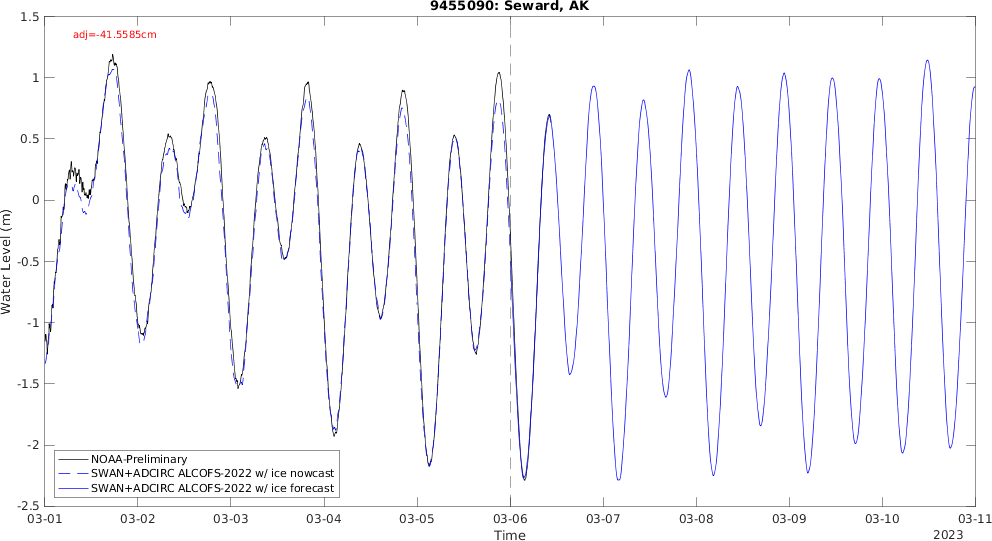 9455090: Seward, AK
adj=-41.5585cm
Water Level (m)
1.5
1
0.5
0
-0.5
-1
-1.5
-2
-2.5
NOAA-Preliminary
SWAN+ADCIRC ALCOFS-2022 w/ ice nowcast
SWAN+ADCIRC ALCOFS-2022 w/ ice forecast
03-01 03-02 03-03 03-04 03-05 03-06 03-07 03-08 03-09 03-10 03-11
Time
2023